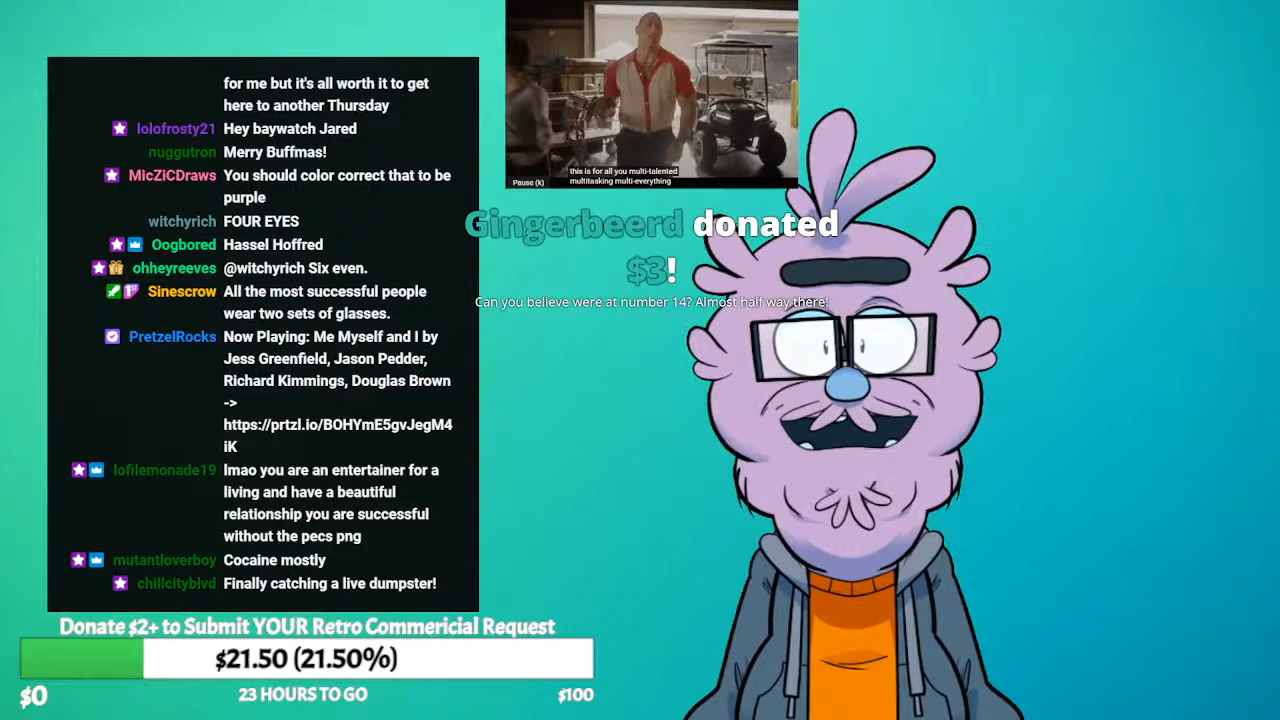 for me but it's all worth it to get
here to another Thursday
lolofrosty21 Hey baywatch Jared
nuggutron Merry Buffmas!
MicZiCDraws You should color correct that to be
purple
witchyrich FOUR EYES
Oogbored Hassel Hoffred
ohheyreeves @witchyrich Six even.
Sinescrow All the most successful people
wear two sets of glasses.
PretzelRocks Now Playing: Me Myself and I by
Jess Greenfield, Jason Pedder,
Richard Kimmings, Douglas Brown
->
https://prtzl.io/BOHYmE5gvJegM4
iK
lofilemonade19 lmao you are an entertainer for a
living and have a beautiful
relationship you are successful
without the pecs png
mutantloverboy Cocaine mostly
chillcityblvd Finally catching a live dumpster!
Donate $2+ to Submit YOUR Retro Commericial Request
$21.50 (21.50%)
$0 23 HOURS TO GO $100
this is for all you multi-talented
multitasking multi-everything
Pause (k)
Gingerbeerd donated
$3!
Can you believe were at number 14? Almost half way there!